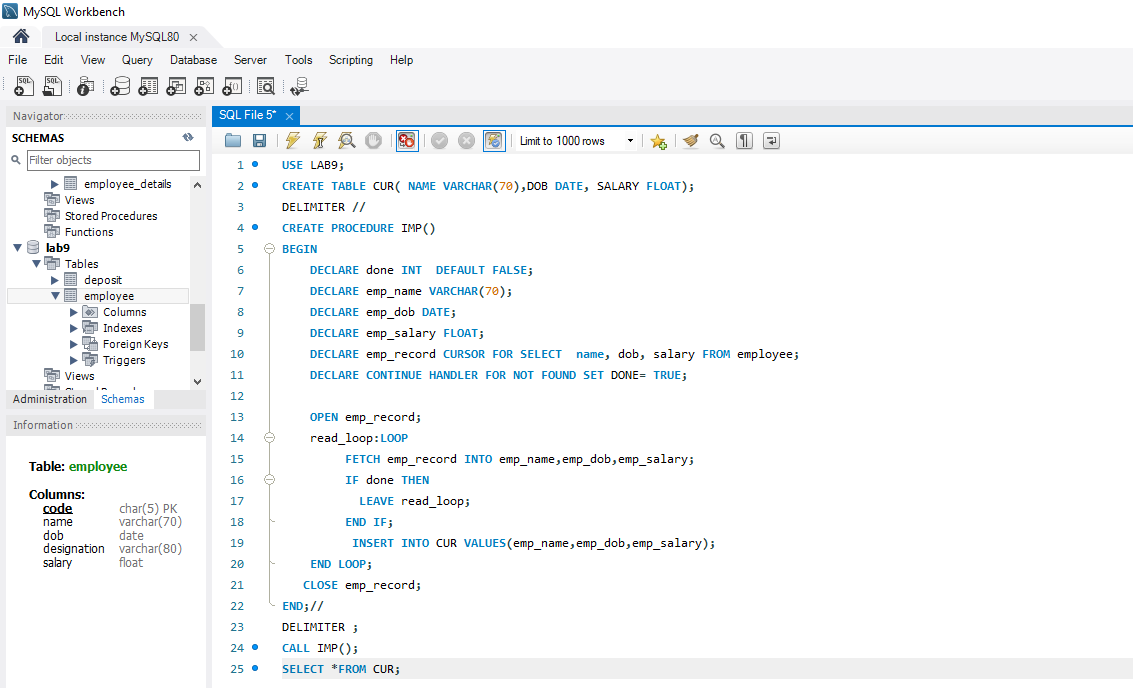 MySQL Workbench
Local instance MySQL80 ×
File Edit View Query Database Server Tools Scripting Help
Navigator
SCHEMAS
Filter objects
employee_details
Views
Stored Procedures
Functions
lab9
Tables
deposit
employee
Columns
Indexes
Foreign Keys
Triggers
Views
Administration Schemas
Information
Table: employee
Columns:
code char(5) PK
name varchar(70)
dob date
designation varchar(80)
salary float
SQL File 5* ×
Limit to 1000 rows
1 USE LAB9;
2 CREATE TABLE CUR( NAME VARCHAR(70),DOB DATE, SALARY FLOAT);
3 DELIMITER //
4 CREATE PROCEDURE IMP()
5 BEGIN
6 DECLARE done INT  DEFAULT FALSE;
7 DECLARE emp_name VARCHAR(70);
8 DECLARE emp_dob DATE;
9 DECLARE emp_salary FLOAT;
10 DECLARE emp_record CURSOR FOR SELECT  name, dob, salary FROM employee;
11 DECLARE CONTINUE HANDLER FOR NOT FOUND SET DONE= TRUE;
12
13 OPEN emp_record;
14 read_loop:LOOP
15 FETCH emp_record INTO emp_name,emp_dob,emp_salary;
16 IF done THEN
17 LEAVE read_loop;
18 END IF;
19 INSERT INTO CUR VALUES(emp_name,emp_dob,emp_salary);
20 END LOOP;
21 CLOSE emp_record;
22 END;//
23 DELIMITER ;
24 CALL IMP();
25 SELECT *FROM CUR;